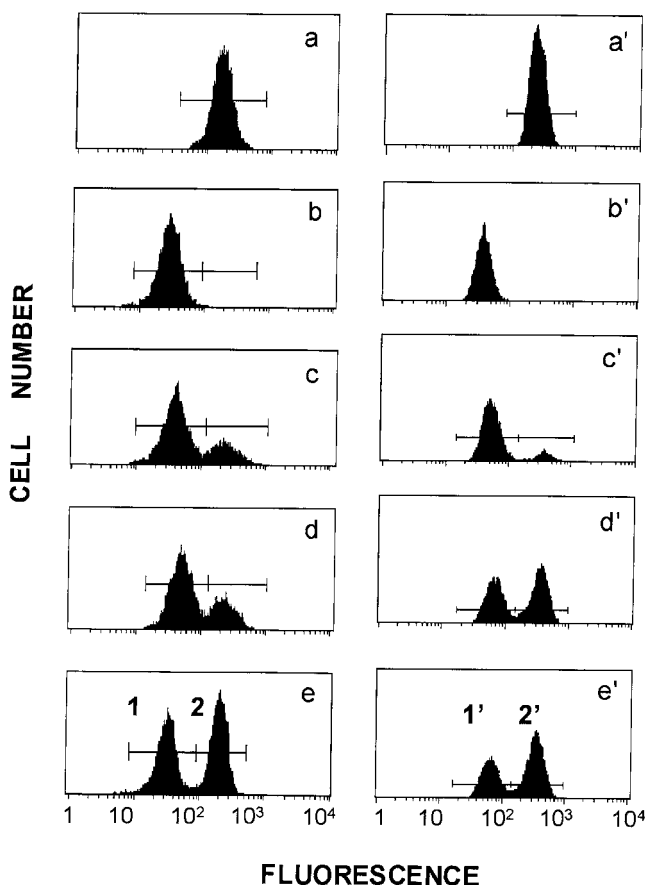 a
a'
b
b'
c
c'
d
d'
e
e'
1
2
1'
2'
1 10 10² 10³ 10⁴
1 10 10² 10³ 10⁴
CELL NUMBER
FLUORESCENCE